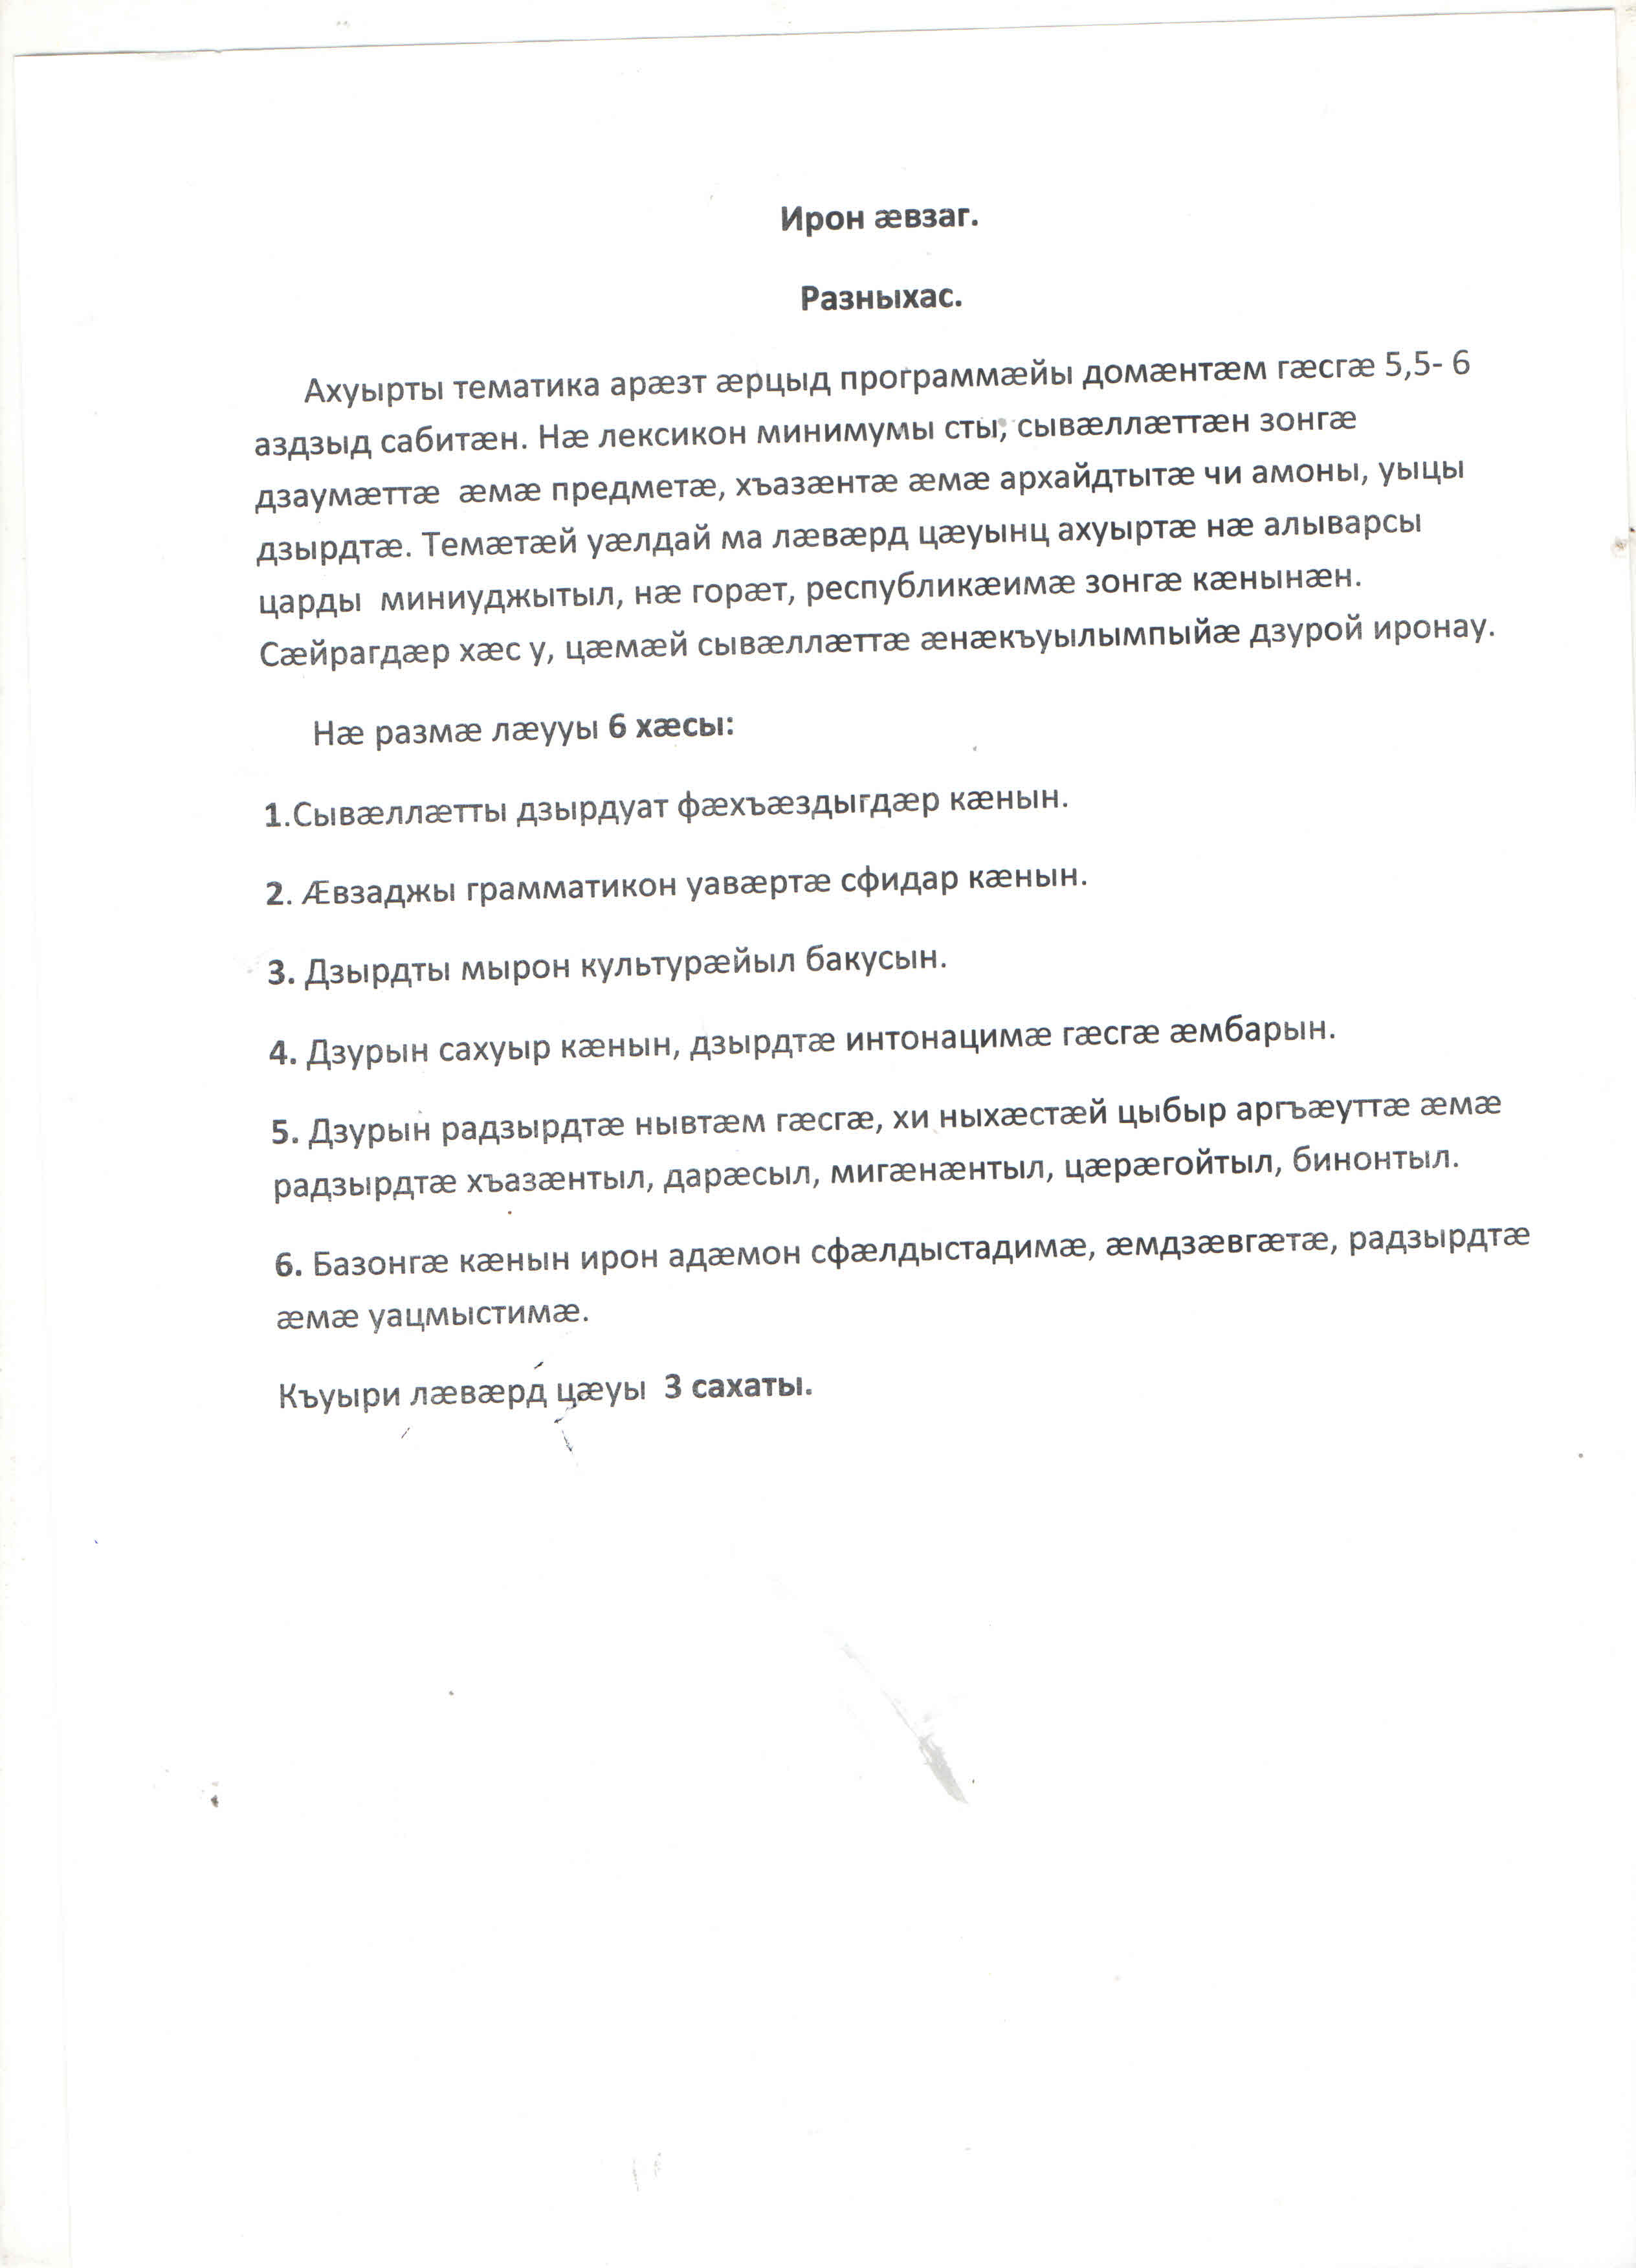 Ирон æвзаг.
Разныхас.
Ахуырты тематика арæзт æрцыд программæйы домæнтæм гæсгæ 5,5- 6
аздзыд сабитæн. Нæ лексикон минимумы сты, сывæллæттæн зонгæ
дзаумæттæ æмæ предметæ, хъазæнтæ æмæ архайдтытæ чи амоны, уыцы
дзырдтæ. Темæтæй уæлдай ма лæвæрд цæуынц ахуыртæ нæ алыварсы
царды миниуджытыл, нæ горæт, республикæимæ зонгæ кæнынæн.
Сæйрагдæр хæс у, цæмæй сывæллæттæ æнæкъуылымпыйæ дзурой иронау.
Нæ размæ лæууы 6 хæсы:
1.Сывæллæтты дзырдуат фæхъæздыгдæр кæнын.
2. Æвзаджы грамматикон уавæртæ сфидар кæнын.
3. Дзырдты мырон культурæйыл бакусын.
4. Дзурын сахуыр кæнын, дзырдтæ интонацимæ гæсгæ æмбарын.
5. Дзурын радзырдтæ нывтæм гæсгæ, хи ныхæстæй цыбыр аргъæуттæ æмæ
радзырдтæ хъазæнтыл, дарæсыл, мигæнæнтыл, цæрæгойтыл, бинонтыл.
6. Базонгæ кæнын ирон адæмон сфæлдыстадимæ, æмдзæвгæтæ, радзырдтæ
æмæ уацмыстимæ.
Къуыри лæвæрд цæуы 3 сахаты.